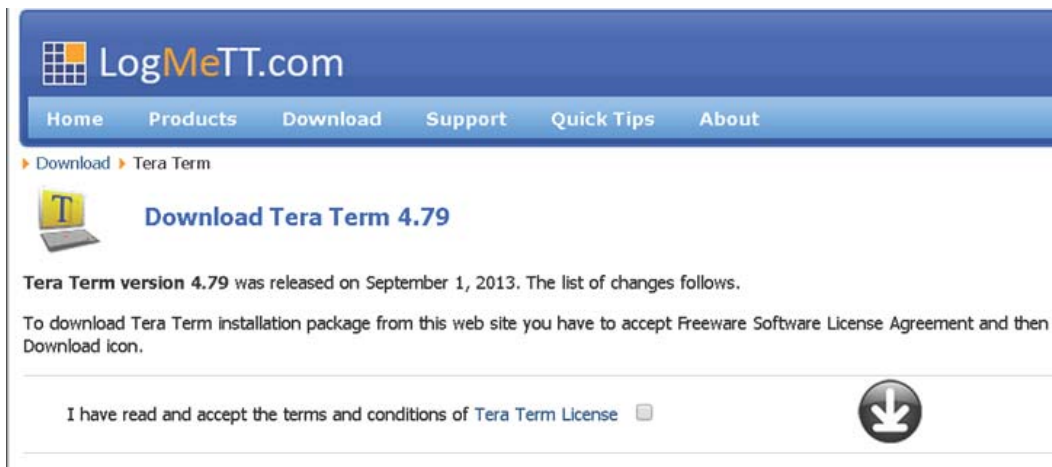 LogMeTT.com
Home Products Download Support Quick Tips About
Download Tera Term
T
Download Tera Term 4.79
Tera Term version 4.79 was released on September 1, 2013. The list of changes follows.
To download Tera Term installation package from this web site you have to accept Freeware Software License Agreement and then
Download icon.
I have read and accept the terms and conditions of Tera Term License